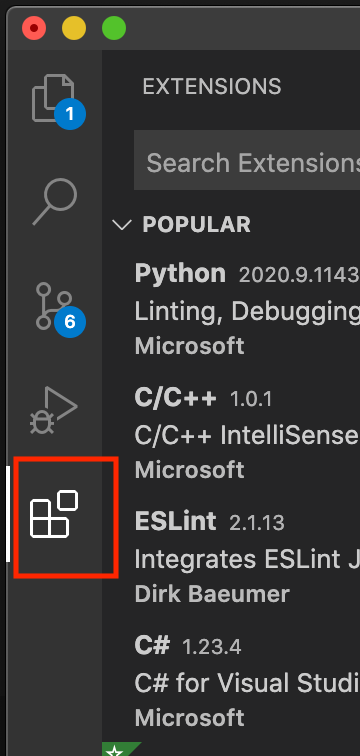 EXTENSIONS
1
Search Extensions
POPULAR
Python 2020.9.1143
Linting, Debugging
Microsoft
6
C/C++ 1.0.1
C/C++ IntelliSense
Microsoft
ESLint 2.1.13
Integrates ESLint J
Dirk Baeumer
C# 1.23.4
C# for Visual Studi
Microsoft